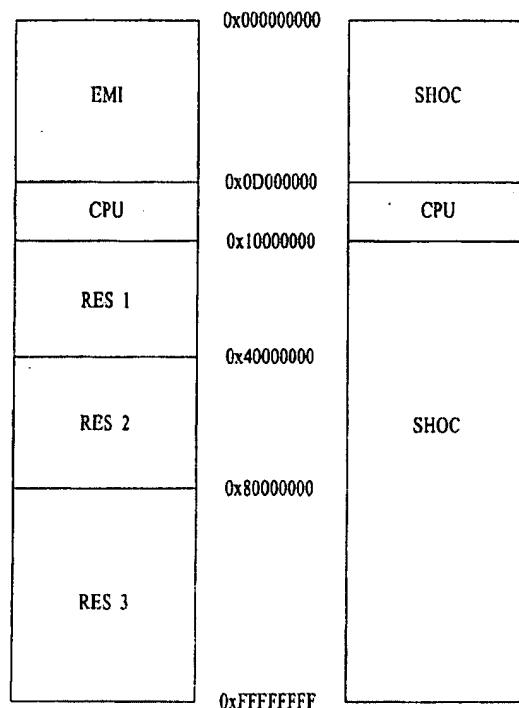 0x000000000
EMI
SHOC
0x0D000000
CPU
CPU
0x10000000
RES 1
0x40000000
RES 2
SHOC
0x80000000
RES 3
0xFFFFFFFF